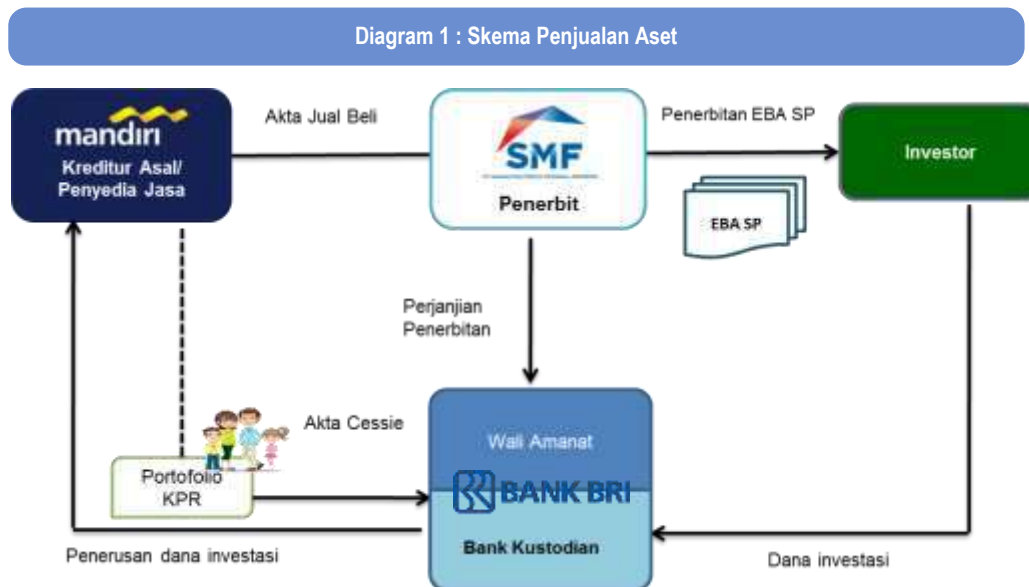 Diagram 1 : Skema Penjualan Aset
mandiri
Kreditur Asal/
Penyedia Jasa
Akta Jual Beli
SMF
Penerbit
Penerbitan EBA SP
EBA SP
Investor
Perjanjian
Penerbitan
Akta Cessie
Portofolio
KPR
Wali Amanat
BANK BRI
Bank Kustodian
Penerusan dana investasi
Dana investasi